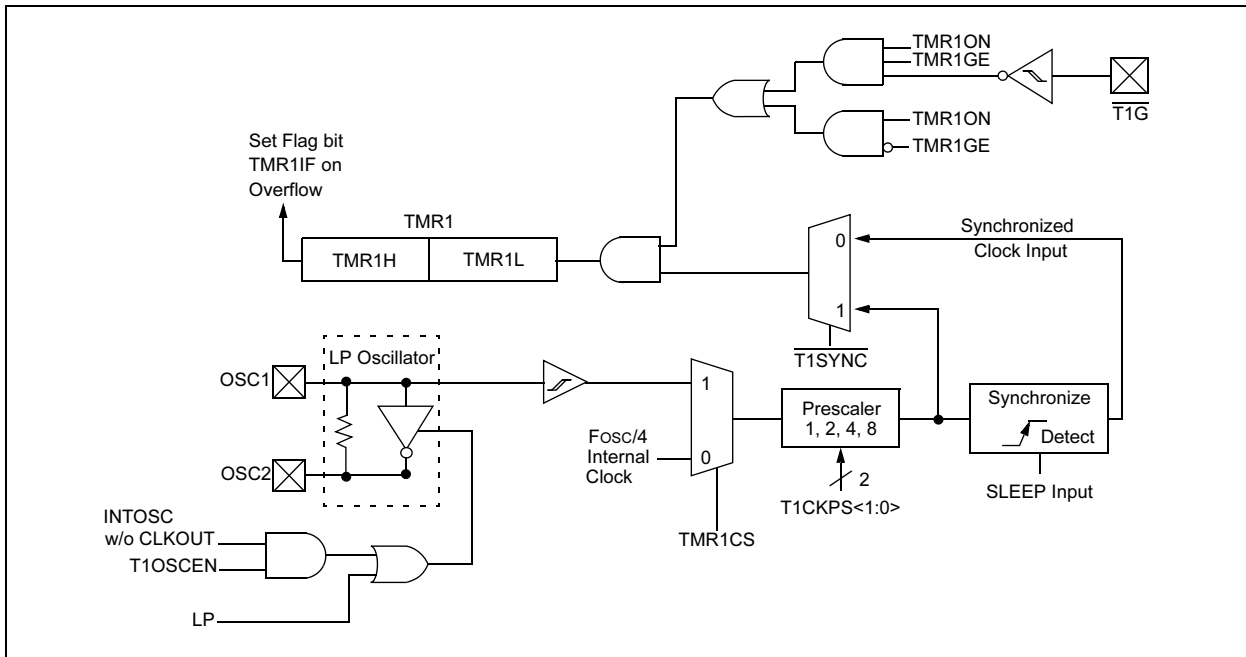 TMR1ON
TMR1GE
T1G
TMR1ON
TMR1GE
Set Flag bit
TMR1IF on
Overflow
TMR1
TMR1H
TMR1L
0
1
T1SYNC
Synchronized
Clock Input
LP Oscillator
OSC1
OSC2
1
0
FOSC/4
Internal
Clock
TMR1CS
Prescaler
1, 2, 4, 8
2
T1CKPS<1:0>
Synchronize
Detect
SLEEP Input
INTOSC
w/o CLKOUT
T1OSCEN
LP